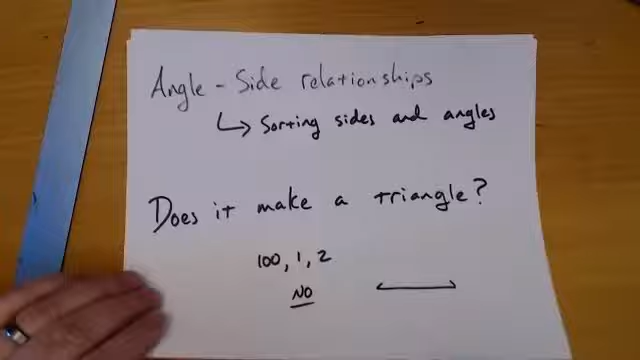 Angle - Side relationships
↳ Sorting sides and angles
Does it make a triangle?
100, 1, 2
NO